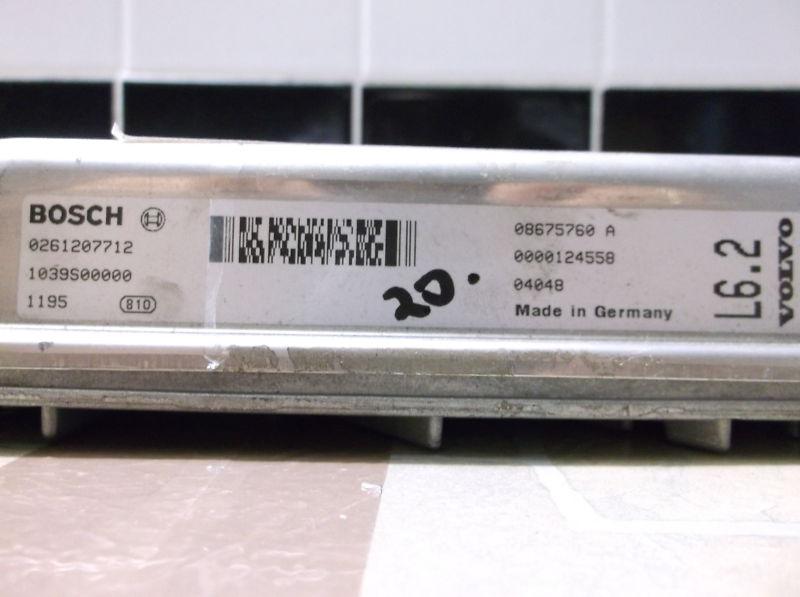 BOSCH
0261207712
1039S00000
1195 810
20.
08675760 A
0000124558
04048
Made in Germany
L6.2
VOLVO